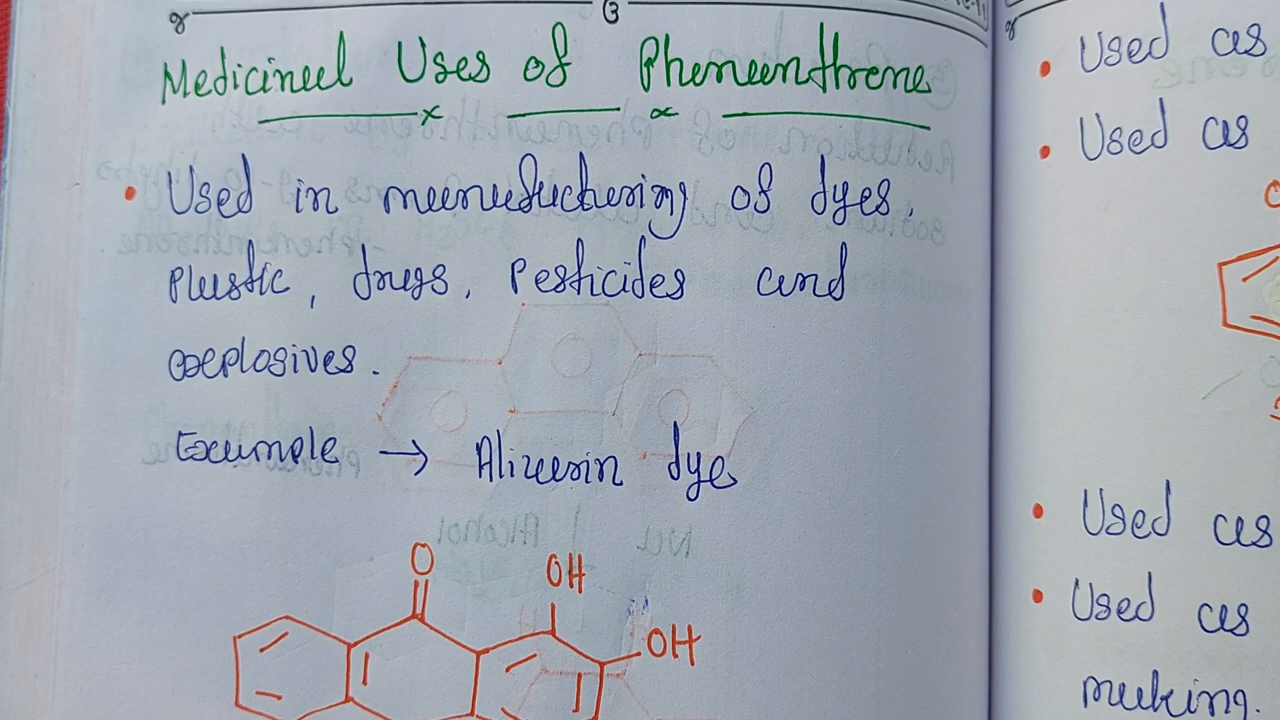 3
Medicinal Uses of Phenanthrene
• Used in manufacturing of dyes,
Plastic, drugs, Pesticides and
explosives.
Example → Alizarin dye
O
OH
OH
• Used as
• Used as
• Used as
• Used as
making.